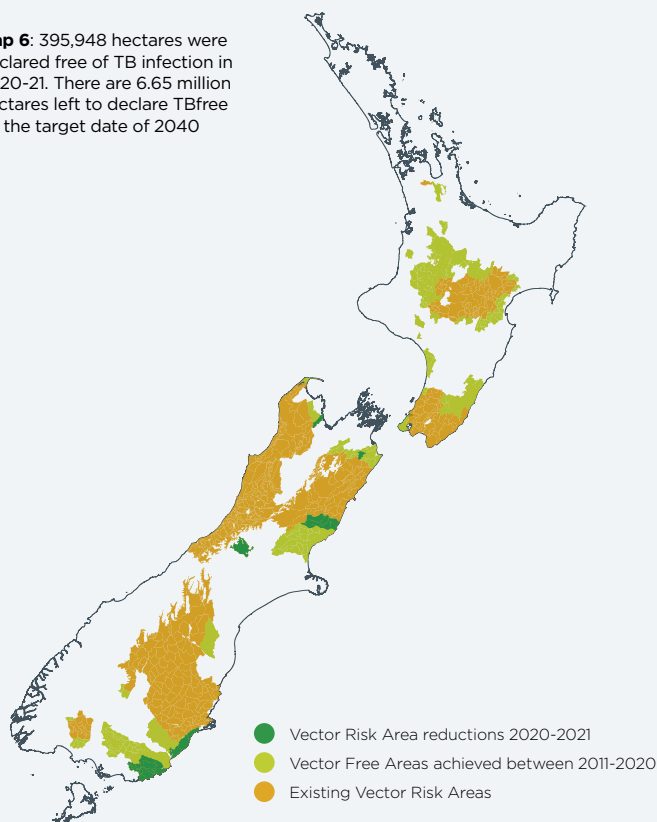 ap 6: 395,948 hectares were
clared free of TB infection in
20-21. There are 6.65 million
ctares left to declare TBfree
the target date of 2040
Vector Risk Area reductions 2020-2021
Vector Free Areas achieved between 2011-2020
Existing Vector Risk Areas